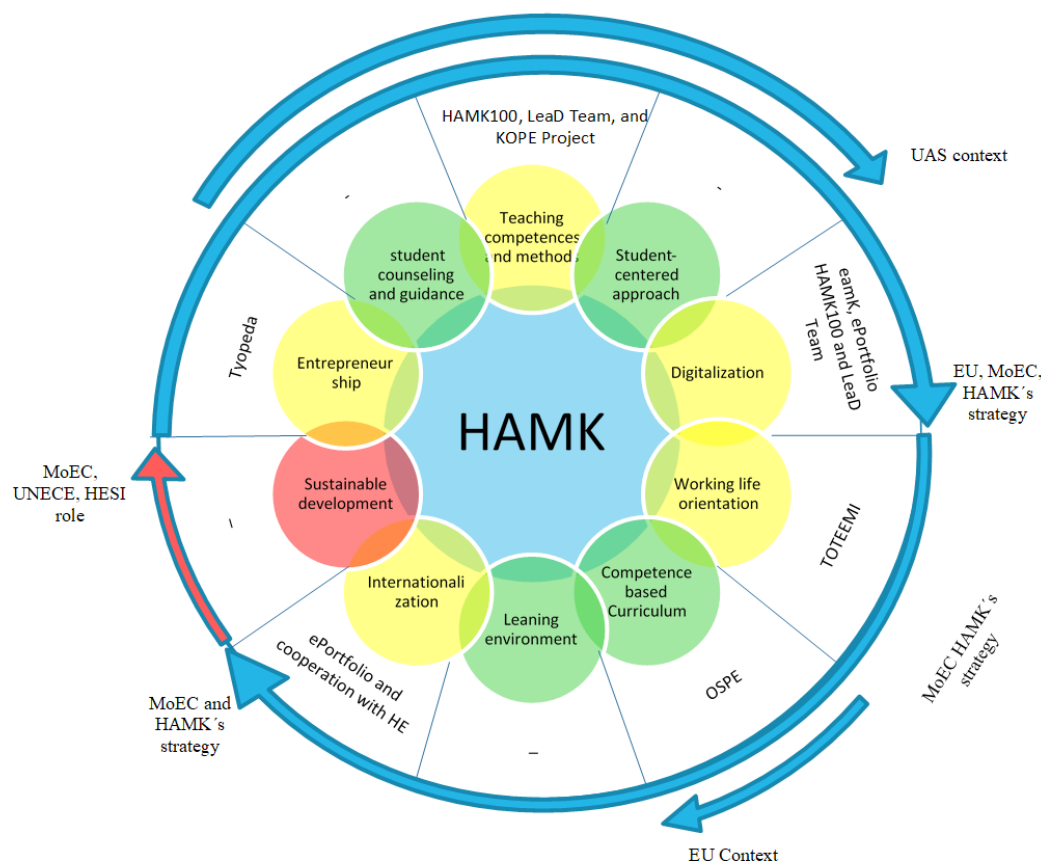 HAMK100, LeaD Team, and
KOPE Project
UAS context
-
-
Teaching
competences
and methods
student
counseling
and guidance
Student-
centered
approach
eamK, ePortfolio
HAMK100 and LeaD
Team
Tyopeda
Entrepreneur
ship
Digitalization
EU, MoEC,
HAMK´s
strategy
HAMK
MoEC,
UNECE, HESI
role
Sustainable
development
Working life
orientation
-
TOTEEMI
Internationali
zation
Competence
based
Curriculum
Leaning
environment
MoEC HAMK´s
strategy
ePortfolio and
cooperation with HE
OSPE
MoEC and
HAMK´s
strategy
–
EU Context